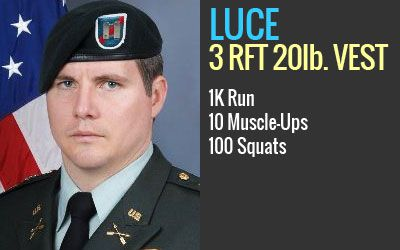 LUCE
3 RFT 20lb. VEST
1K Run
10 Muscle-Ups
100 Squats